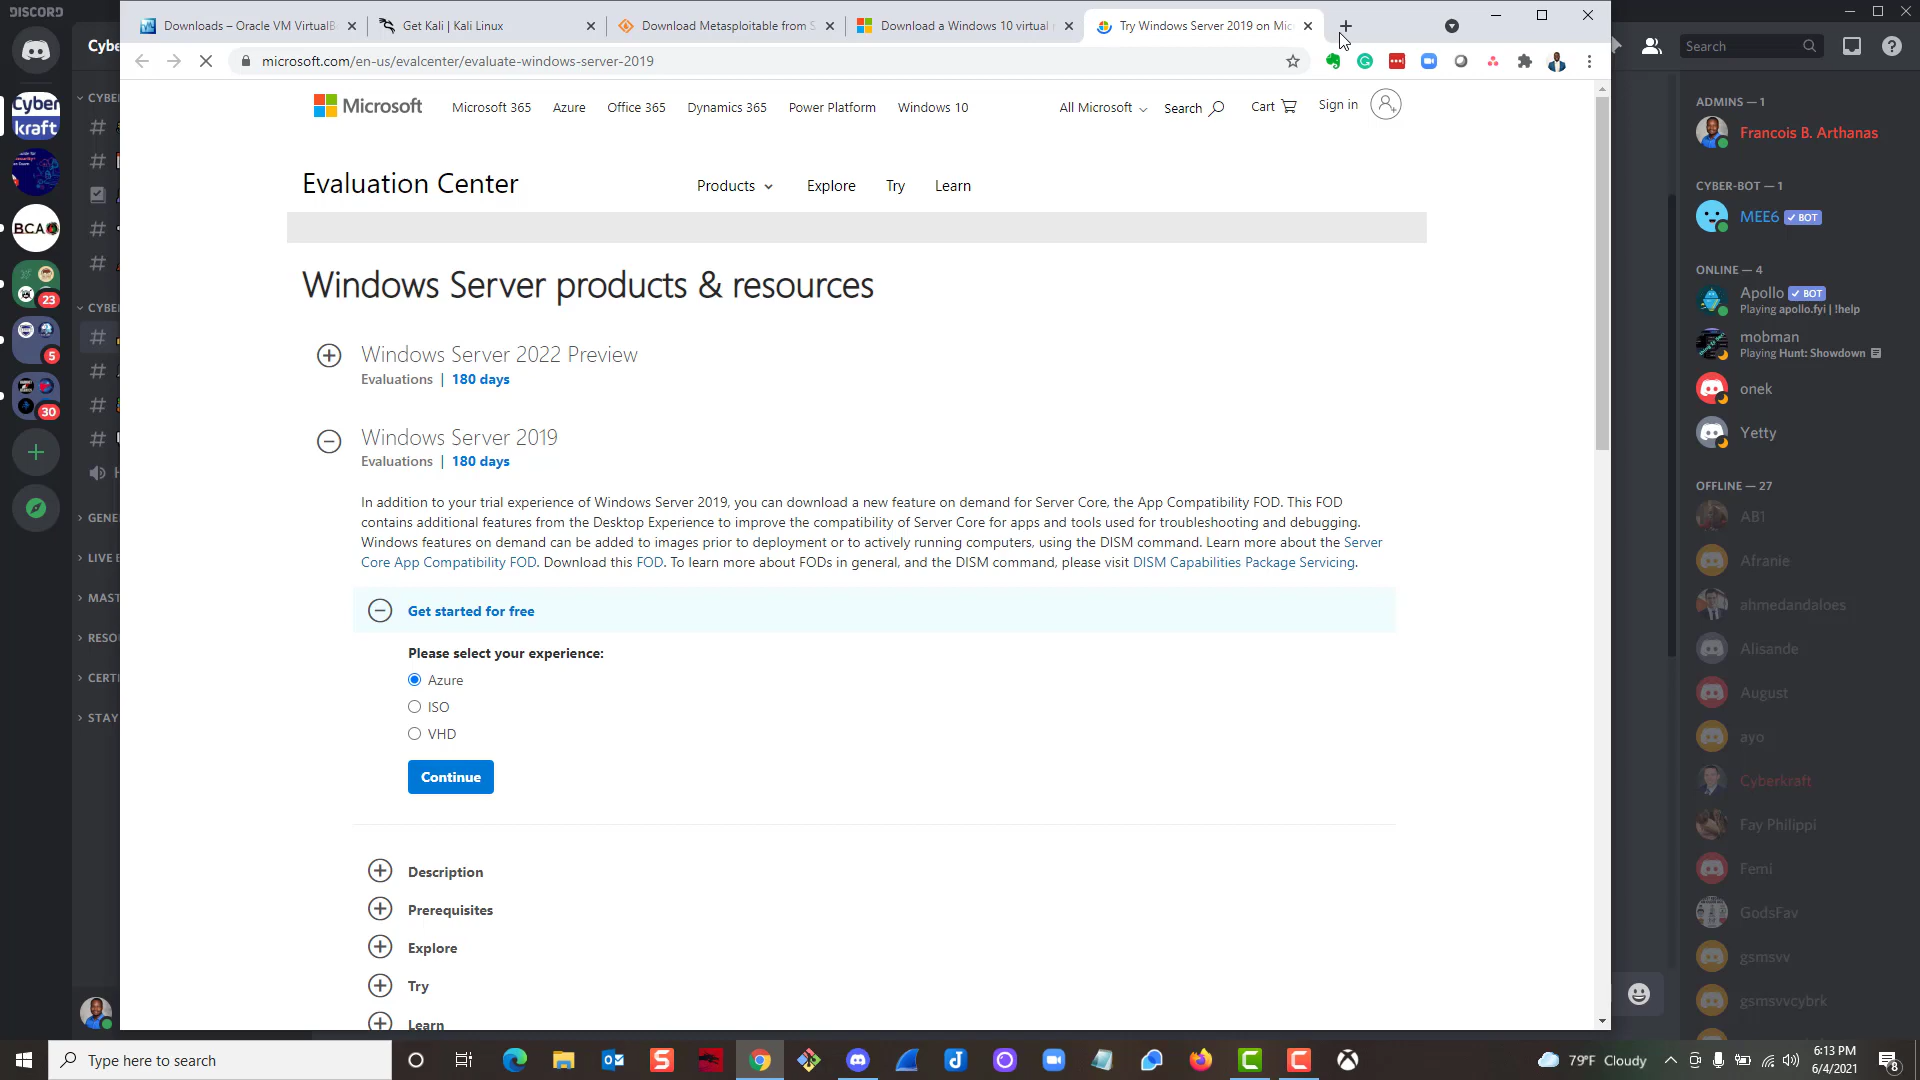 DISCORD
Downloads – Oracle VM VirtualB
Get Kali | Kali Linux
Download Metasploitable from S
Download a Windows 10 virtual
Try Windows Server 2019 on Mic
microsoft.com/en-us/evalcenter/evaluate-windows-server-2019
Microsoft
Microsoft 365
Azure
Office 365
Dynamics 365
Power Platform
Windows 10
All Microsoft
Search
Cart
Sign in
Evaluation Center
Products
Explore
Try
Learn
Windows Server products & resources
Windows Server 2022 Preview
Evaluations | 180 days
Windows Server 2019
Evaluations | 180 days
In addition to your trial experience of Windows Server 2019, you can download a new feature on demand for Server Core, the App Compatibility FOD. This FOD
contains additional features from the Desktop Experience to improve the compatibility of Server Core for apps and tools used for troubleshooting and debugging.
Windows features on demand can be added to images prior to deployment or to actively running computers, using the DISM command. Learn more about the Server
Core App Compatibility FOD. Download this FOD. To learn more about FODs in general, and the DISM command, please visit DISM Capabilities Package Servicing.
Get started for free
Please select your experience:
Azure
ISO
VHD
Continue
Description
Prerequisites
Explore
Try
Learn
Cybe
Cyber
kraft
BCA
23
5
30
CYBE
CYBE
GENE
LIVE E
MAST
RESO
CERT
STAY
Search
ADMINS — 1
Francois B. Arthanas
CYBER-BOT — 1
MEE6 BOT
ONLINE — 4
Apollo BOT
Playing apollo.fyi | !help
mobman
Playing Hunt: Showdown
onek
Yetty
OFFLINE — 27
AB1
Afranie
ahmedandaloes
Alisande
August
ayo
Cyberkraft
Fay Philippi
Femi
GodsFav
gsmsvv
gsmsvvcybrk
Type here to search
79°F Cloudy
6:13 PM
6/4/2021
8